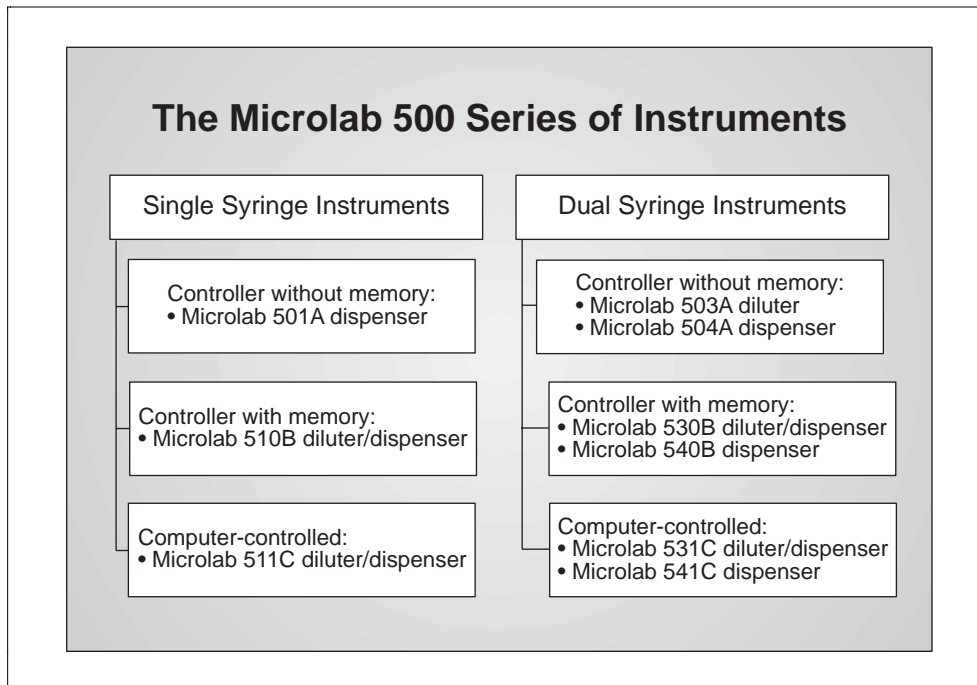 The Microlab 500 Series of Instruments
Single Syringe Instruments
Controller without memory:
• Microlab 501A dispenser
Controller with memory:
• Microlab 510B diluter/dispenser
Computer-controlled:
• Microlab 511C diluter/dispenser
Dual Syringe Instruments
Controller without memory:
• Microlab 503A diluter
• Microlab 504A dispenser
Controller with memory:
• Microlab 530B diluter/dispenser
• Microlab 540B dispenser
Computer-controlled:
• Microlab 531C diluter/dispenser
• Microlab 541C dispenser